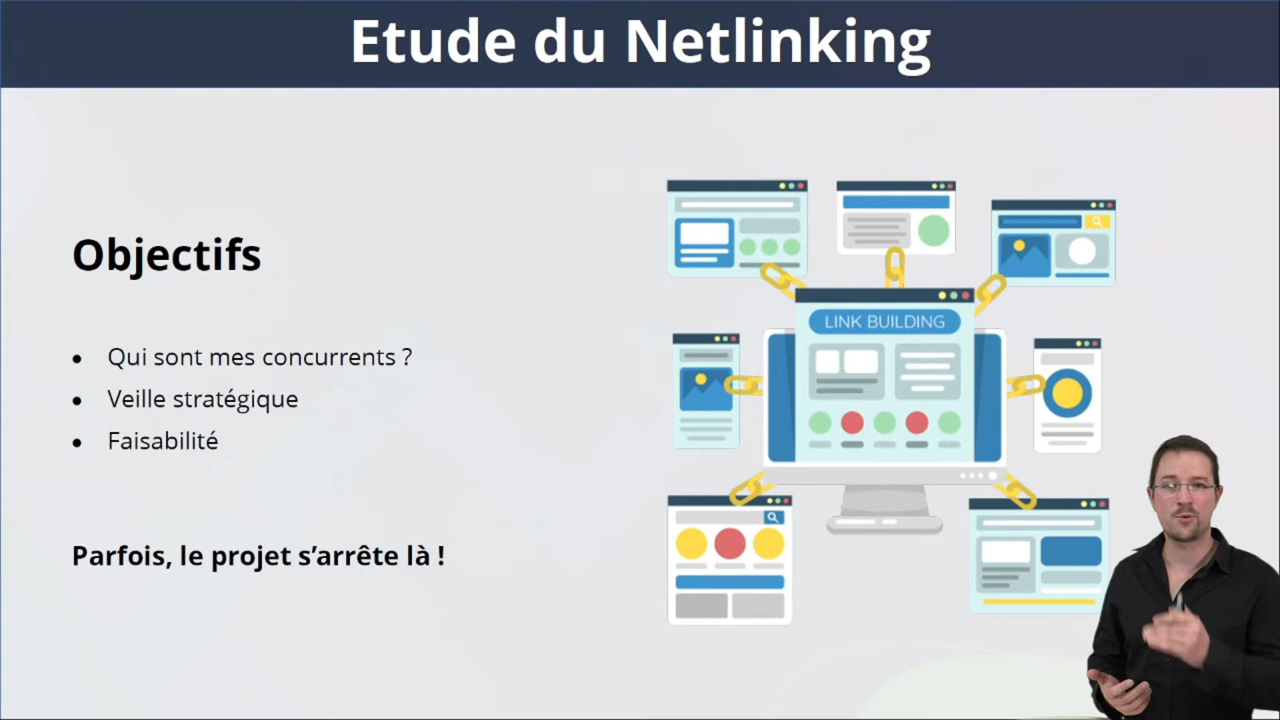 Etude du Netlinking
Objectifs
• Qui sont mes concurrents ?
• Veille stratégique
• Faisabilité
Parfois, le projet s’arrête là !
LINK BUILDING